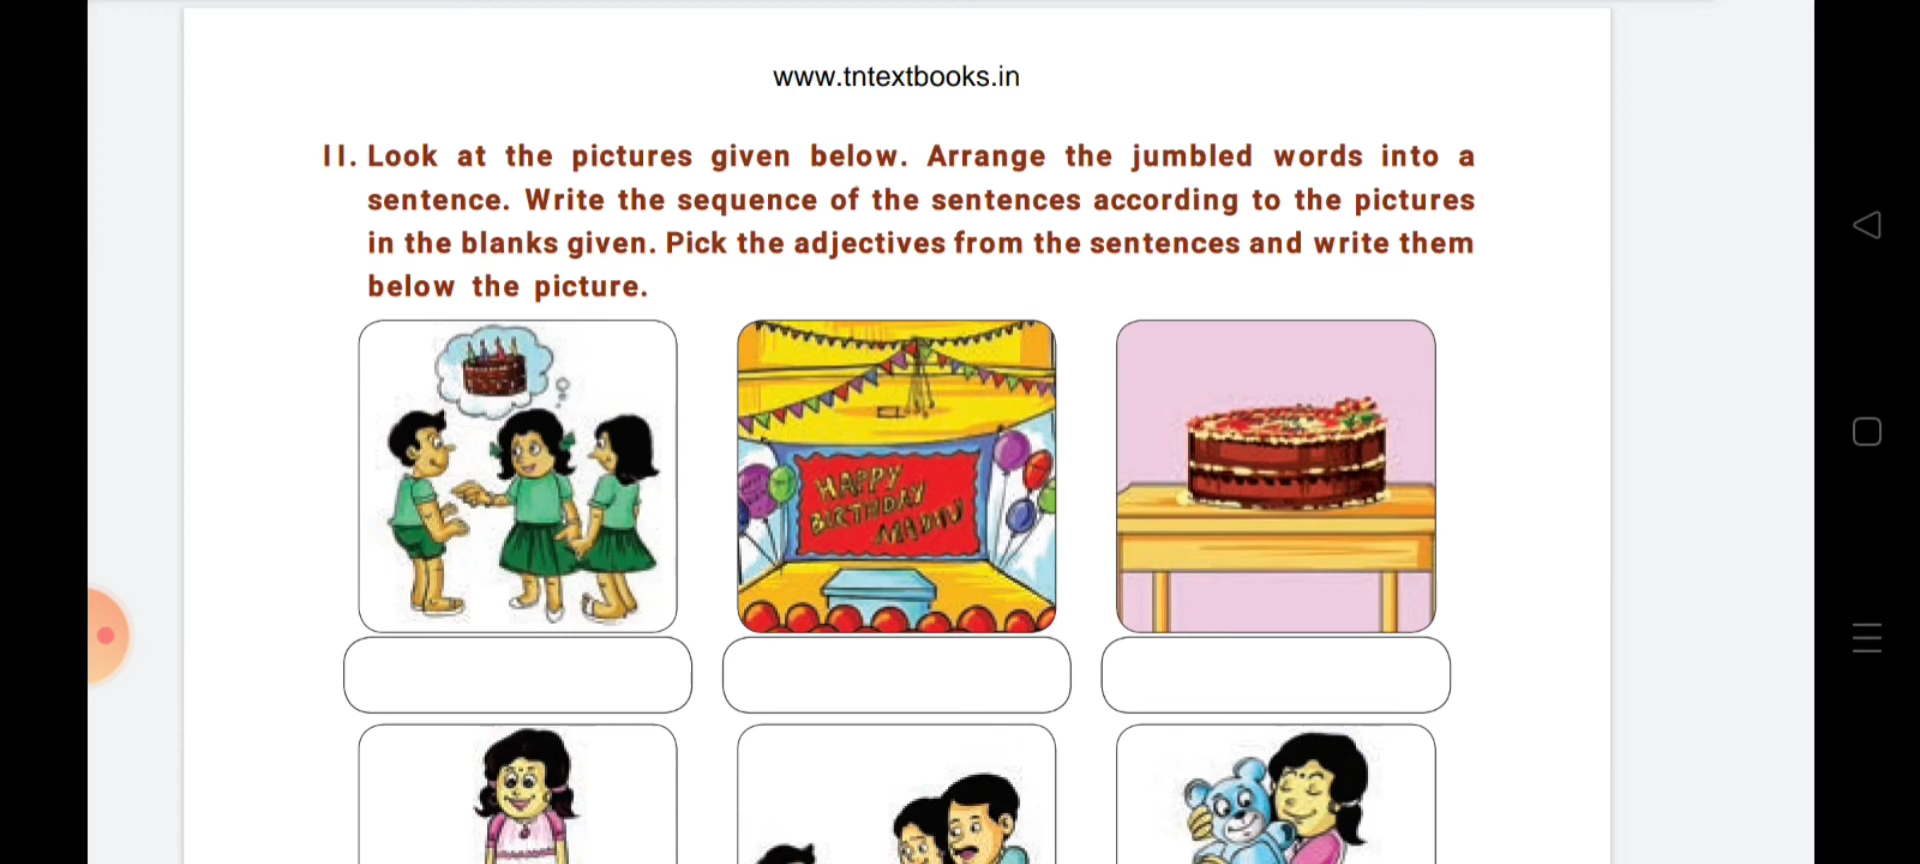 www.tntextbooks.in
II. Look at the pictures given below. Arrange the jumbled words into a
sentence. Write the sequence of the sentences according to the pictures
in the blanks given. Pick the adjectives from the sentences and write them
below the picture.
HAPPY
BIRTHDAY
MADHU